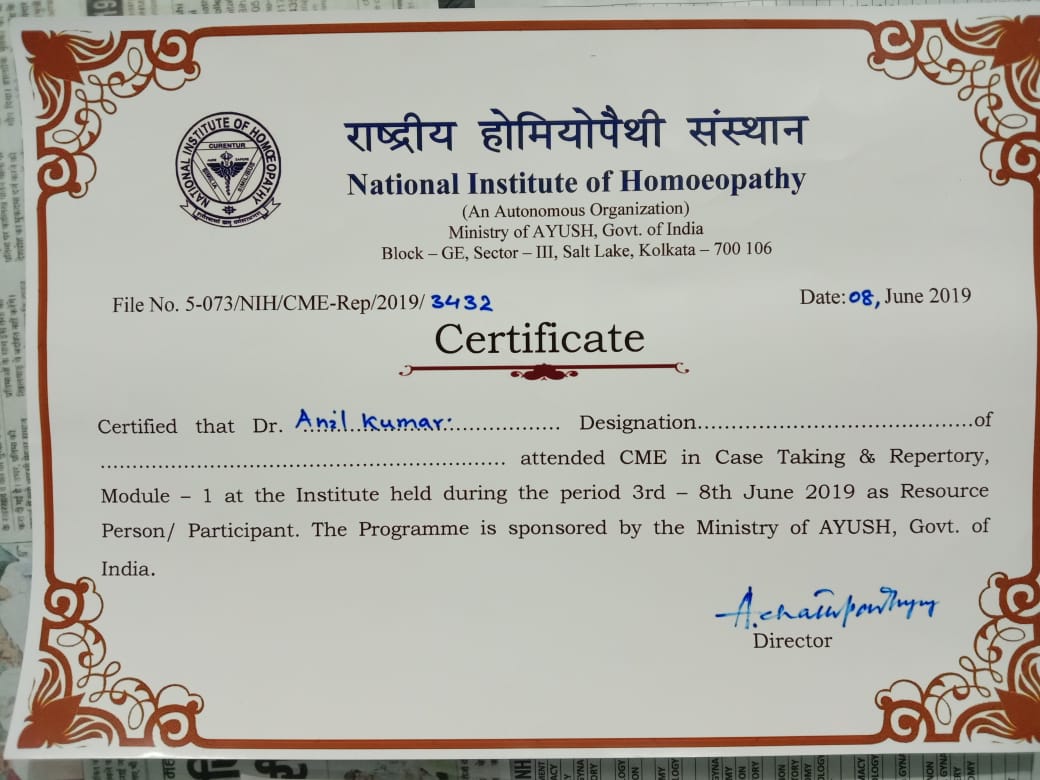 NATIONAL INSTITUTE OF HOMŒOPATHY
CURENTUR
SIMILIA
SIMILIBUS
राष्ट्रीय होमियोपैथी संस्थान
National Institute of Homoeopathy
(An Autonomous Organization)
Ministry of AYUSH, Govt. of India
Block – GE, Sector – III, Salt Lake, Kolkata – 700 106
File No. 5-073/NIH/CME-Rep/2019/ 3432
Date: 08, June 2019
Certificate
Certified that Dr. Anil Kumar. Designation........................................of
................................................................ attended CME in Case Taking & Repertory,
Module – 1 at the Institute held during the period 3rd – 8th June 2019 as Resource
Person/ Participant. The Programme is sponsored by the Ministry of AYUSH, Govt. of
India.
Director